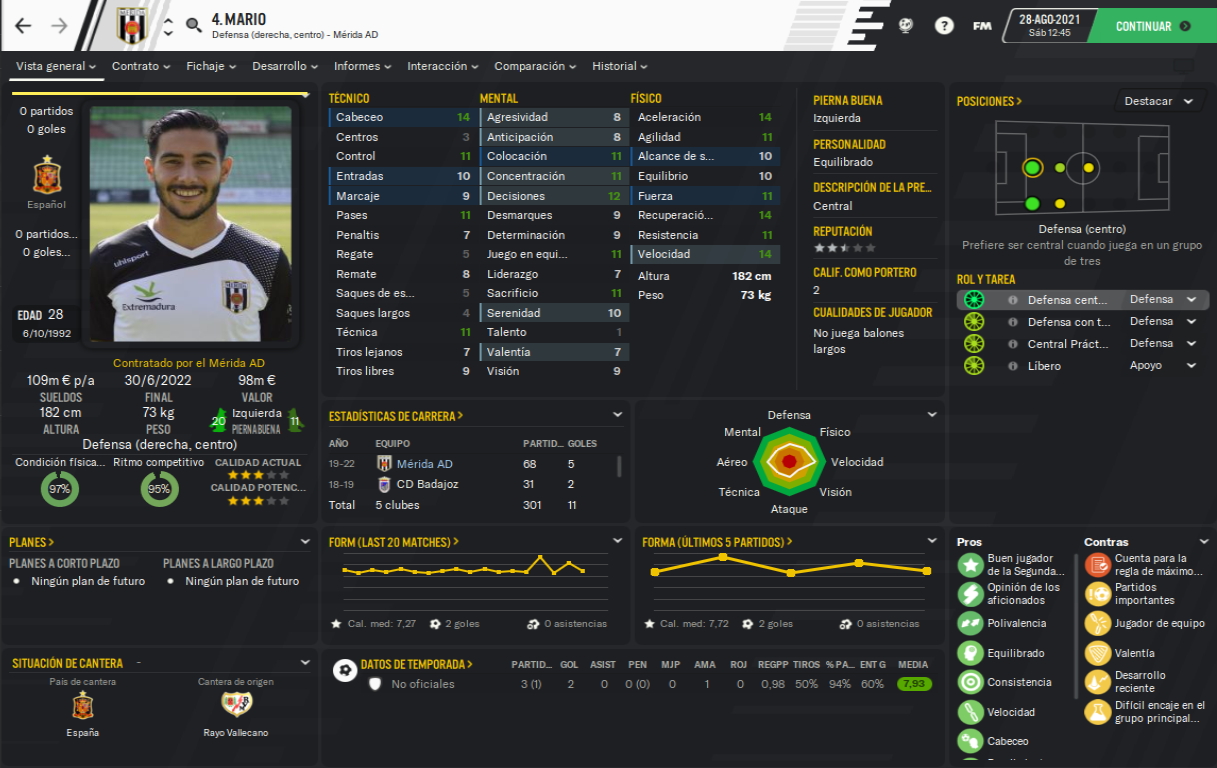 4. MARIO
Defensa (derecha, centro) - Mérida AD
28-AGO-2021
Sáb 12:45
CONTINUAR
FM
Vista general
Contrato
Fichaje
Desarrollo
Informes
Interacción
Comparación
Historial
0 partidos
0 goles
Español
0 partidos...
0 goles...
EDAD 28
6/10/1992
uhlsport
Extremadura
MÉRIDA
Contratado por el Mérida AD
109m € p/a
SUELDOS
30/6/2022
FINAL
98m €
VALOR
182 cm
ALTURA
73 kg
PESO
20 Izquierda 11
PIERNA BUENA
Defensa (derecha, centro)
Condición física...
97%
Ritmo competitivo
95%
CALIDAD ACTUAL
CALIDAD POTENC...
TÉCNICO
Cabeceo 14
Centros 3
Control 11
Entradas 10
Marcaje 9
Pases 11
Penaltis 7
Regate 5
Remate 8
Saques de es... 5
Saques largos 4
Técnica 11
Tiros lejanos 7
Tiros libres 9
MENTAL
Agresividad 8
Anticipación 8
Colocación 11
Concentración 11
Decisiones 12
Desmarques 9
Determinación 9
Juego en equi... 11
Liderazgo 7
Sacrificio 11
Serenidad 10
Talento 1
Valentía 7
Visión 9
FÍSICO
Aceleración 14
Agilidad 11
Alcance de s... 10
Equilibrio 10
Fuerza 11
Recuperació... 14
Resistencia 11
Velocidad 14
Altura 182 cm
Peso 73 kg
PIERNA BUENA
Izquierda
PERSONALIDAD
Equilibrado
DESCRIPCIÓN DE LA PRE...
Central
REPUTACIÓN
CALIF. COMO PORTERO
2
CUALIDADES DE JUGADOR
No juega balones
largos
POSICIONES >
Destacar
Defensa (centro)
Prefiere ser central cuando juega en un grupo
de tres
ROL Y TAREA
Defensa cent... Defensa
Defensa con t... Defensa
Central Práct... Defensa
Líbero Apoyo
ESTADÍSTICAS DE CARRERA >
AÑO EQUIPO PARTID... GOLES
19-22 Mérida AD 68 5
18-19 CD Badajoz 31 2
Total 5 clubes 301 11
Defensa
Mental
Físico
Aéreo
Velocidad
Técnica
Visión
Ataque
PLANES >
PLANES A CORTO PLAZO
Ningún plan de futuro
PLANES A LARGO PLAZO
Ningún plan de futuro
FORM (LAST 20 MATCHES) >
Cal. med: 7,27 2 goles 0 asistencias
FORMA (ÚLTIMOS 5 PARTIDOS) >
Cal. med: 7,72 2 goles 0 asistencias
SITUACIÓN DE CANTERA -
País de cantera
España
Cantera de origen
Rayo Vallecano
DATOS DE TEMPORADA > PARTID... GOL ASIST PEN MJP AMA ROJ REGPP TIROS % PA... ENT G MEDIA
No oficiales 3 (1) 2 0 0 (0) 0 1 0 0,98 50% 94% 60% 7,93
Pros
Buen jugador
de la Segunda...
Opinión de los
aficionados
Polivalencia
Equilibrado
Consistencia
Velocidad
Cabeceo
Contras
Cuenta para la
regla de máximo...
Partidos
importantes
Jugador de equipo
Valentía
Desarrollo
reciente
Difícil encaje en el
grupo principal...